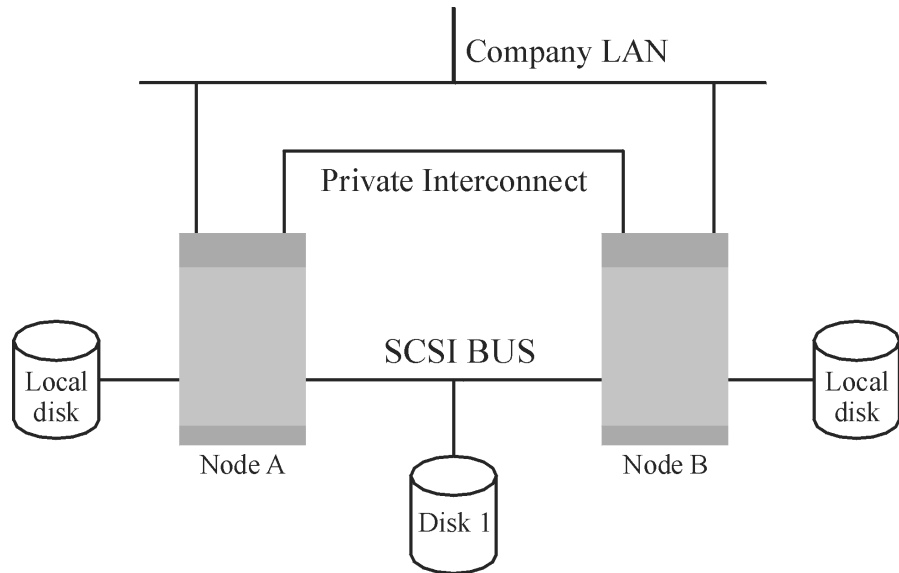 Company LAN
Private Interconnect
SCSI BUS
Local
disk
Local
disk
Node A
Node B
Disk 1